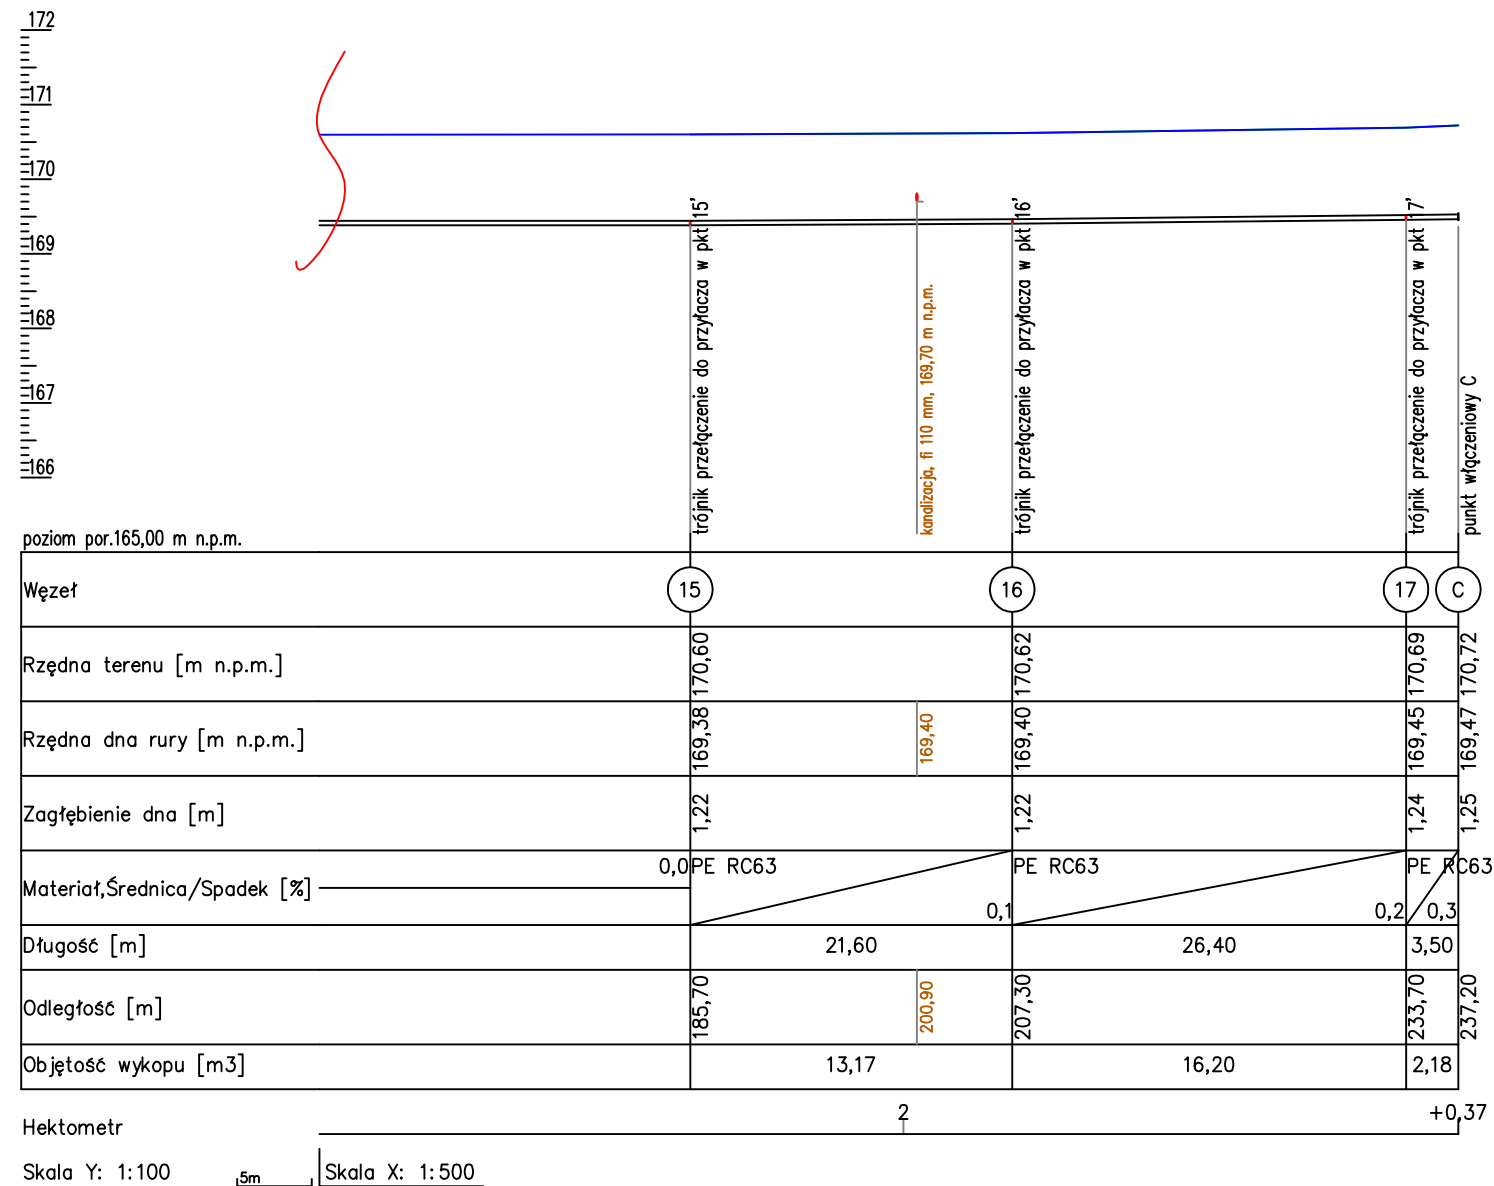 172
171
170
169
168
167
166
trójnik przełączenie do przyłacza w pkt 15'
kanalizacja, fi 110 mm, 169,70 m n.p.m.
trójnik przełączenie do przyłacza w pkt 16'
trójnik przełączenie do przyłacza w pkt 17'
punkt włączeniowy C
poziom por.165,00 m n.p.m.
Węzeł 15 16 17 C
Rzędna terenu [m n.p.m.] 170,60 170,62 170,69 170,72
Rzędna dna rury [m n.p.m.] 169,38 169,40 169,40 169,45 169,47
Zagłębienie dna [m] 1,22 1,22 1,24 1,25
0,0 PE RC63 PE RC63 PE RC63
Materiał,Średnica/Spadek [%]
0,1 0,2 0,3
Długość [m] 21,60 26,40 3,50
Odległość [m] 185,70 200,90 207,30 233,70 237,20
Objętość wykopu [m3] 13,17 16,20 2,18
Hektometr 2 +0,37
Skala Y: 1:100 5m Skala X: 1:500